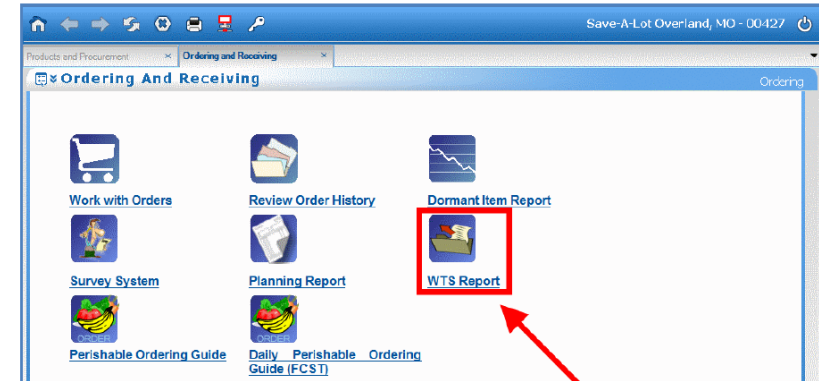 Save-A-Lot Overland, MO - 00427
Products and Procurement × Ordering and Receiving ×
Ordering And Receiving Ordering
Work with Orders Review Order History Dormant Item Report
Survey System Planning Report WTS Report
ORDER ORDER
Perishable Ordering Guide Daily Perishable Ordering
Guide (FCST)